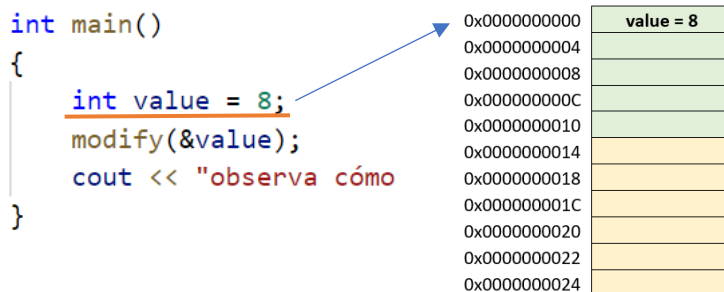 int main()
{
int value = 8;
modify(&value);
cout << "observa cómo
}
0x0000000000 value = 8
0x0000000004
0x0000000008
0x000000000C
0x0000000010
0x0000000014
0x0000000018
0x000000001C
0x0000000020
0x0000000022
0x0000000024